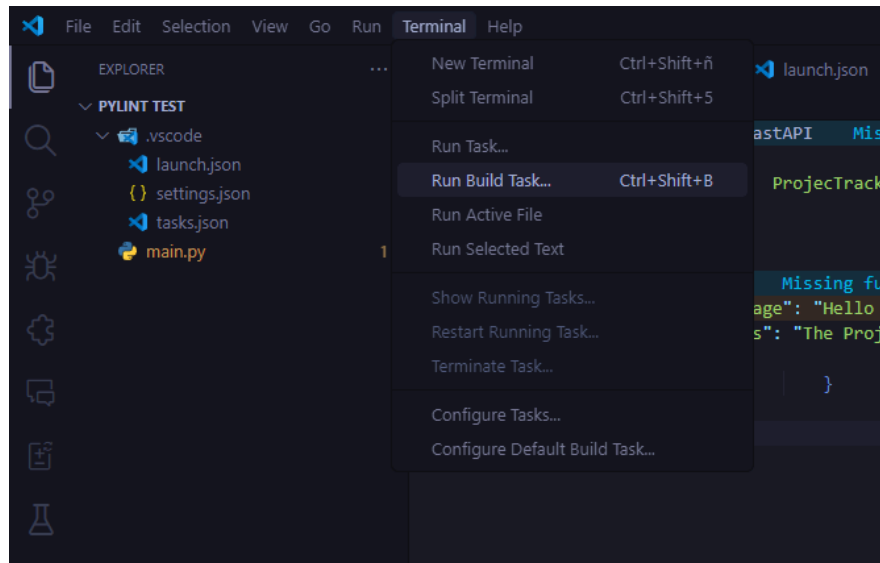 File Edit Selection View Go Run Terminal Help
EXPLORER ...
PYLINT TEST
.vscode
launch.json
settings.json
tasks.json
main.py 1
New Terminal Ctrl+Shift+ñ
Split Terminal Ctrl+Shift+5
Run Task...
Run Build Task... Ctrl+Shift+B
Run Active File
Run Selected Text
Show Running Tasks...
Restart Running Task...
Terminate Task...
Configure Tasks...
Configure Default Build Task...
launch.json
astAPI Mis
ProjecTrack
Missing fu
age": "Hello
s": "The Proj
}